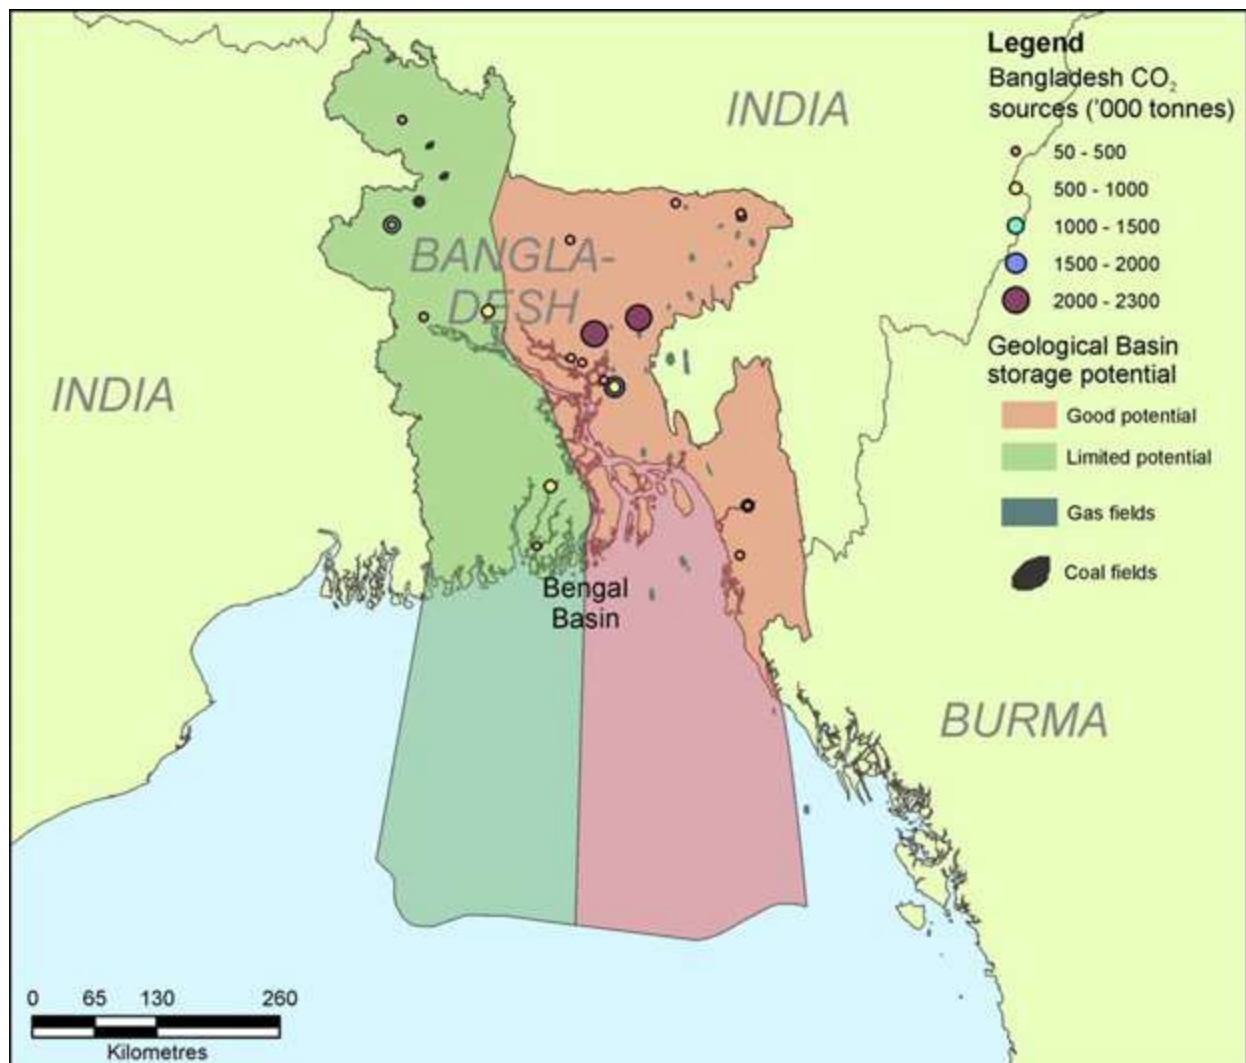 Legend
Bangladesh CO2
sources ('000 tonnes)
50 - 500
500 - 1000
1000 - 1500
1500 - 2000
2000 - 2300
Geological Basin
storage potential
Good potential
Limited potential
Gas fields
Coal fields
INDIA
BANGLA-
DESH
INDIA
Bengal
Basin
BURMA
0 65 130 260
Kilometres